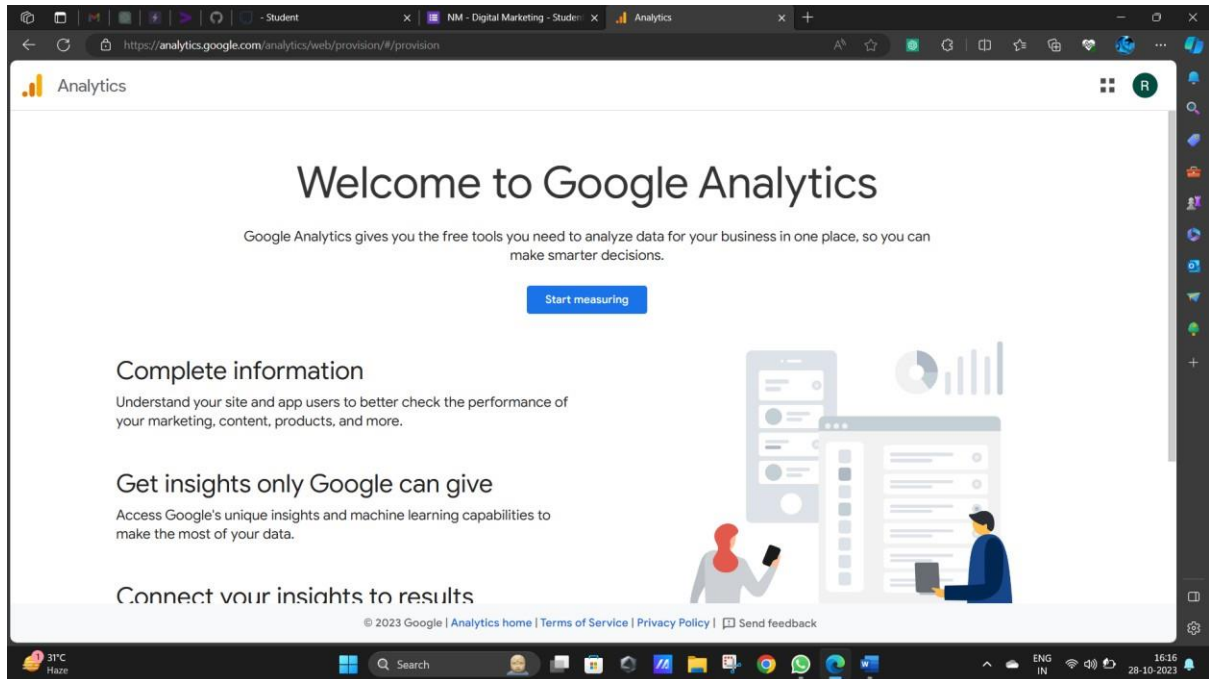 - Student
NM - Digital Marketing - Studen
Analytics
https://analytics.google.com/analytics/web/provision/#/provision
Analytics
R
Welcome to Google Analytics
Google Analytics gives you the free tools you need to analyze data for your business in one place, so you can
make smarter decisions.
Start measuring
Complete information
Understand your site and app users to better check the performance of
your marketing, content, products, and more.
Get insights only Google can give
Access Google's unique insights and machine learning capabilities to
make the most of your data.
Connect your insights to results
© 2023 Google | Analytics home | Terms of Service | Privacy Policy | Send feedback
1
31°C
Haze
Search
ENG
IN
16:16
28-10-2023